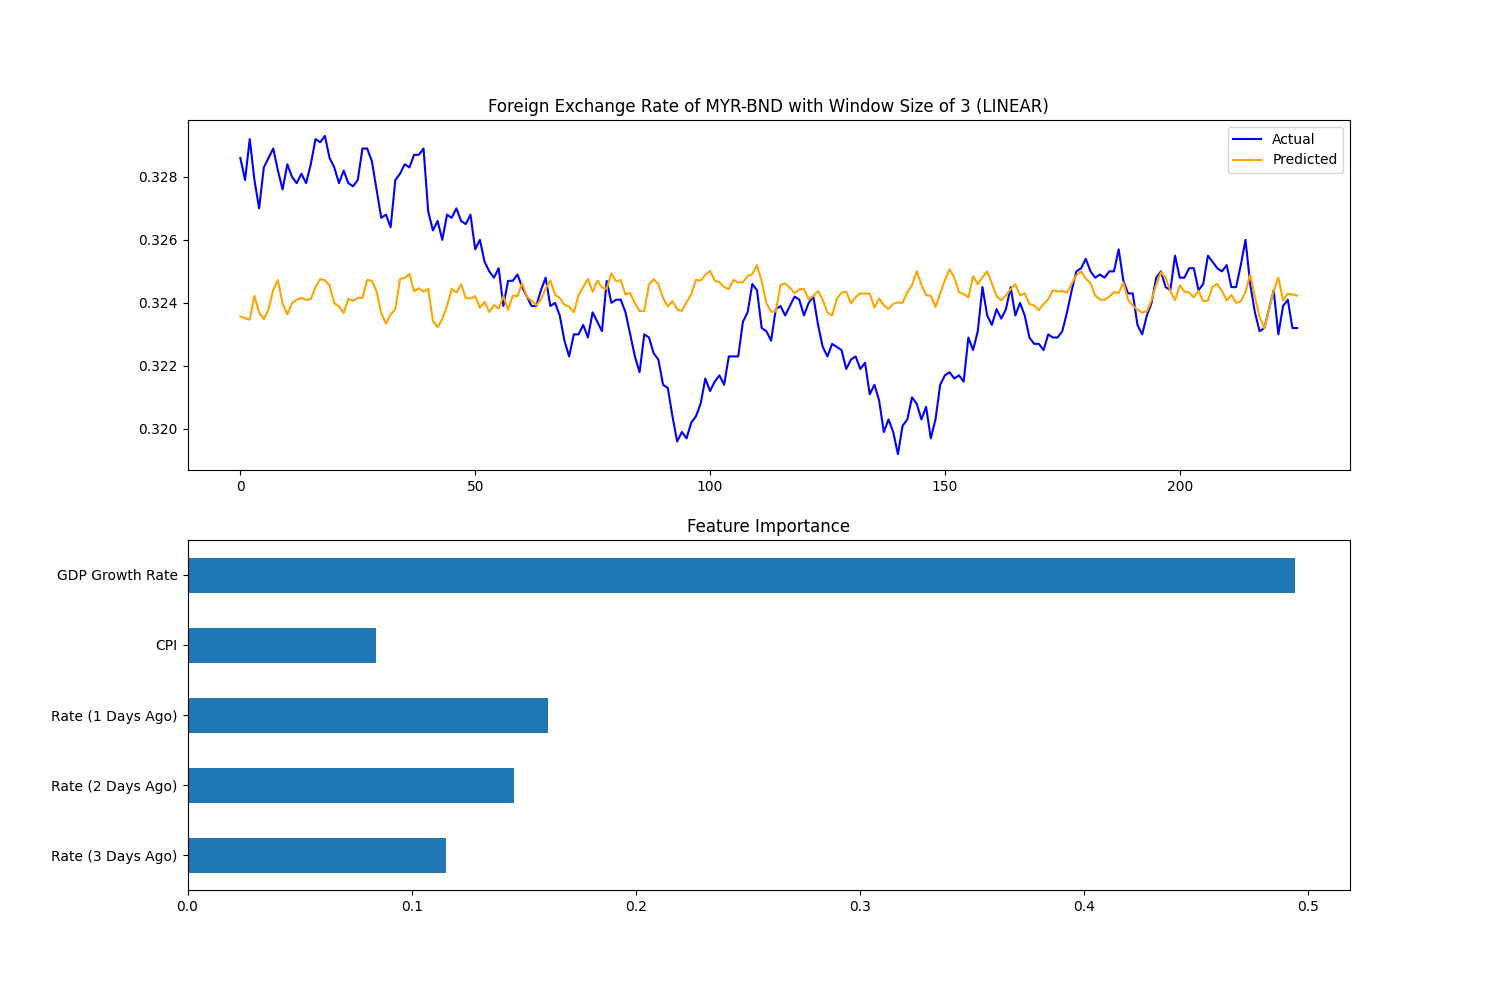 Foreign Exchange Rate of MYR-BND with Window Size of 3 (LINEAR)
Actual
Predicted
0.328
0.326
0.324
0.322
0.320
0 50 100 150 200
Feature Importance
GDP Growth Rate
CPI
Rate (1 Days Ago)
Rate (2 Days Ago)
Rate (3 Days Ago)
0.0 0.1 0.2 0.3 0.4 0.5